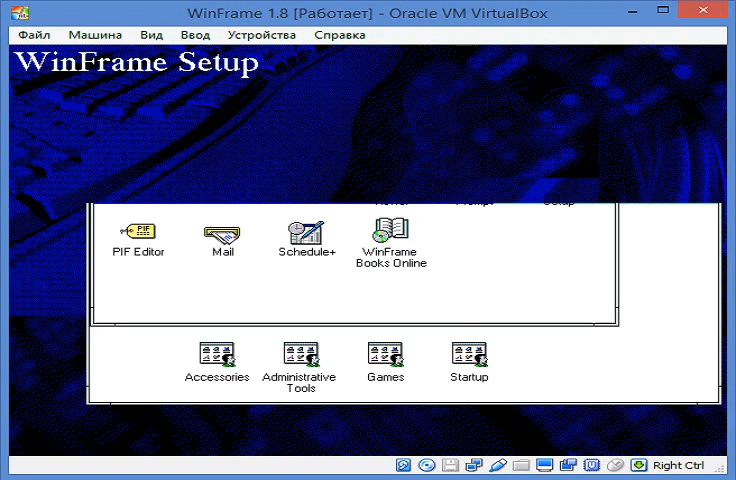 WinFrame 1.8 [Работает] - Oracle VM VirtualBox
Файл Машина Вид Ввод Устройства Справка
WinFrame Setup
PIF Editor Mail Schedule+ WinFrame Books Online
Accessories Administrative Tools Games Startup
Right Ctrl